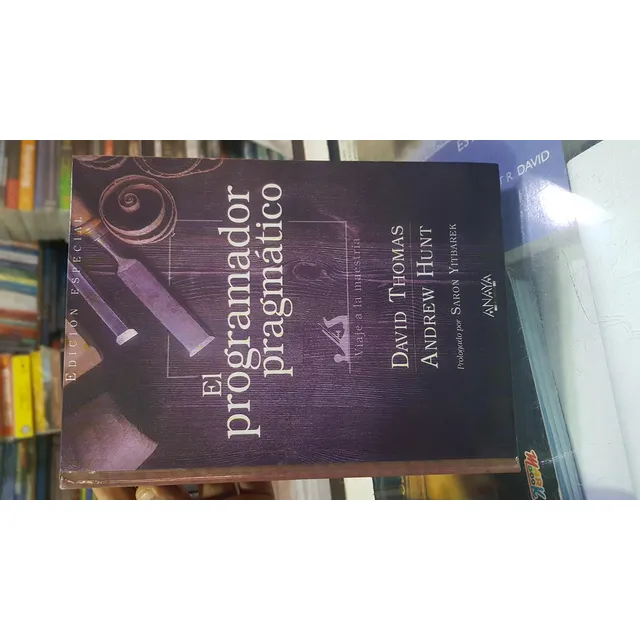 EDICIÓN ESPECIAL
El
programador
pragmático
Viaje a la maestría
DAVID THOMAS
ANDREW HUNT
Prologado por SARON YITBAREK
ANAYA
R. DAVID